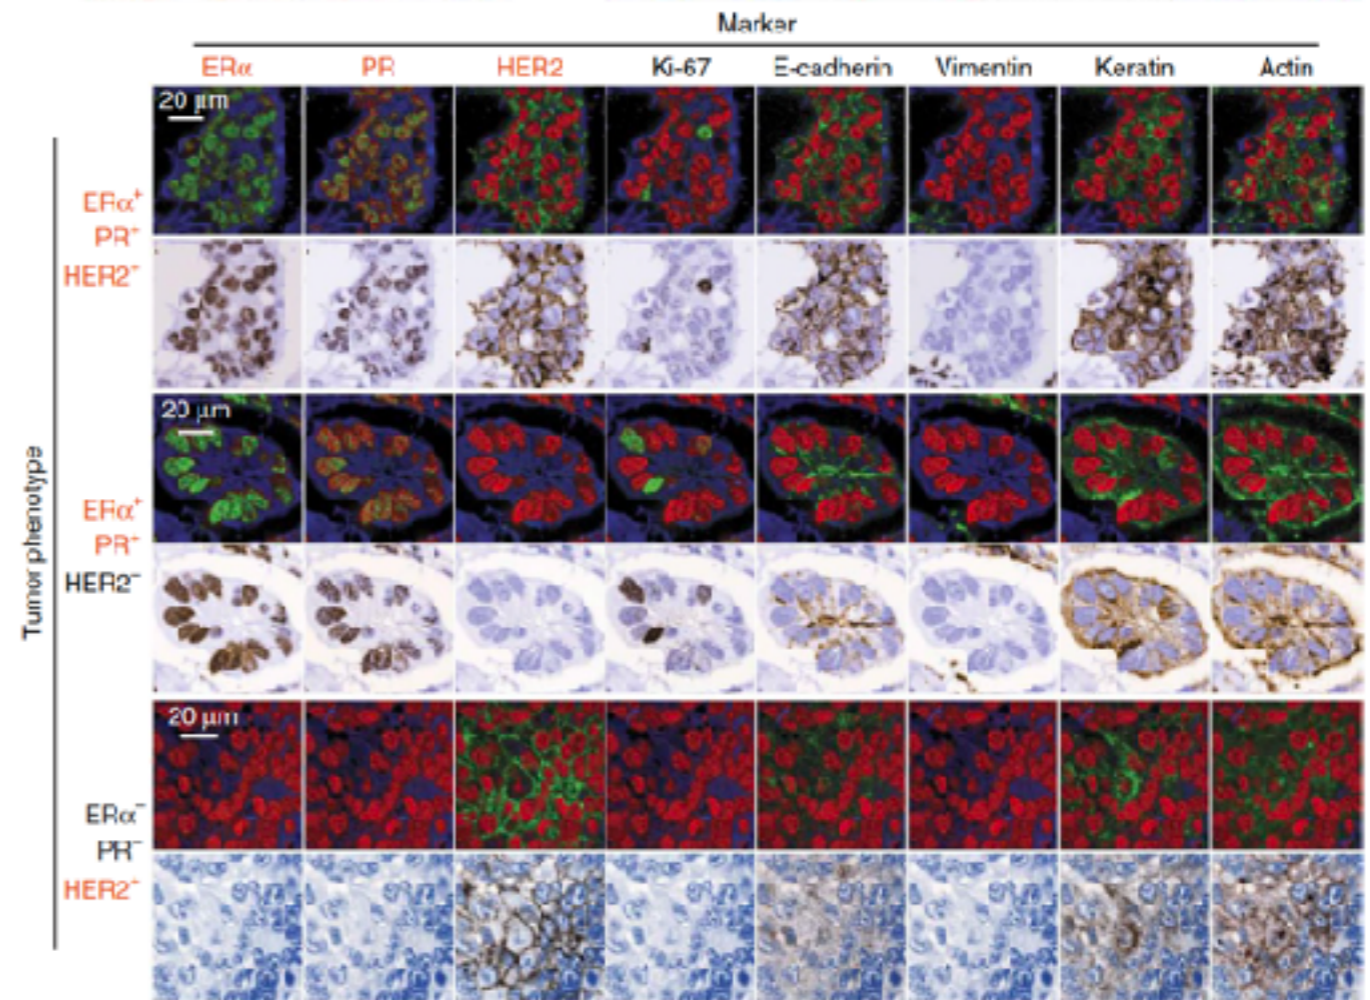 Marker
ERα PR HER2 Ki-67 E-cadherin Vimentin Keratin Actin
20 µm
ERα⁺
PR⁺
HER2⁺
20 µm
Tumor phenotype
ERα⁺
PR⁺
HER2⁻
20 µm
ERα⁻
PR⁻
HER2⁺